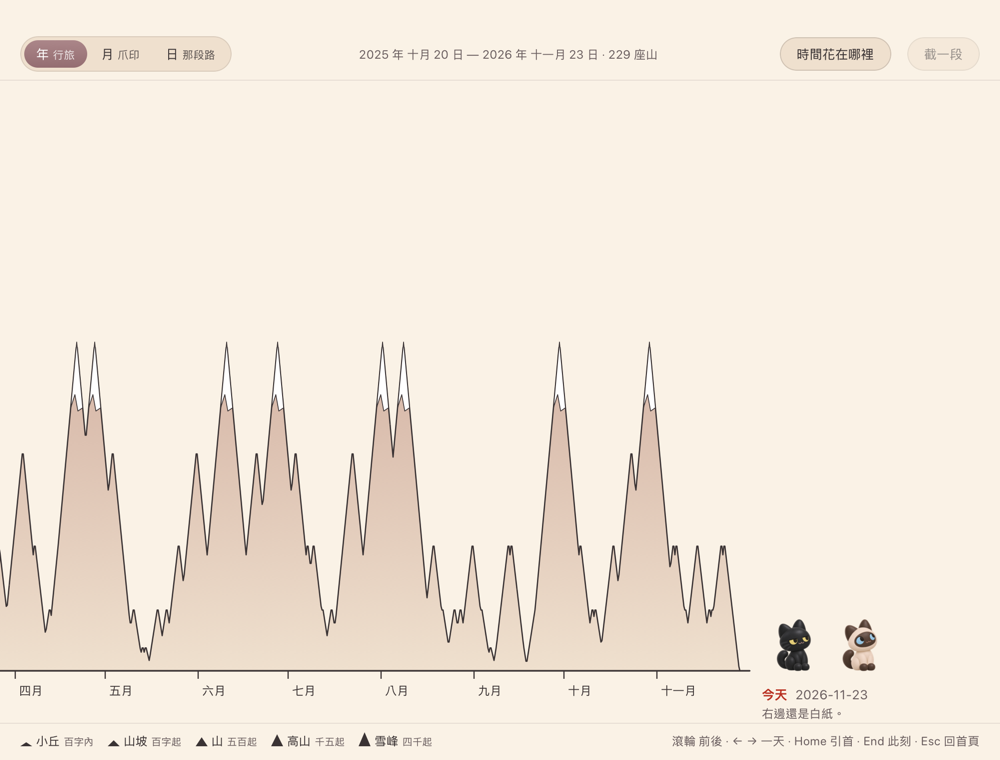 年 行旅 月 爪印 日 那段路
2025 年 十月 20 日 — 2026 年 十一月 23 日 · 229 座山
時間花在哪裡
截一段
四月 五月 六月 七月 八月 九月 十月 十一月
今天 2026-11-23
右邊還是白紙。
小丘 百字內 山坡 百字起 山 五百起 高山 千五起 雪峰 四千起
滾輪 前後 · ← → 一天 · Home 引首 · End 此刻 · Esc 回首頁